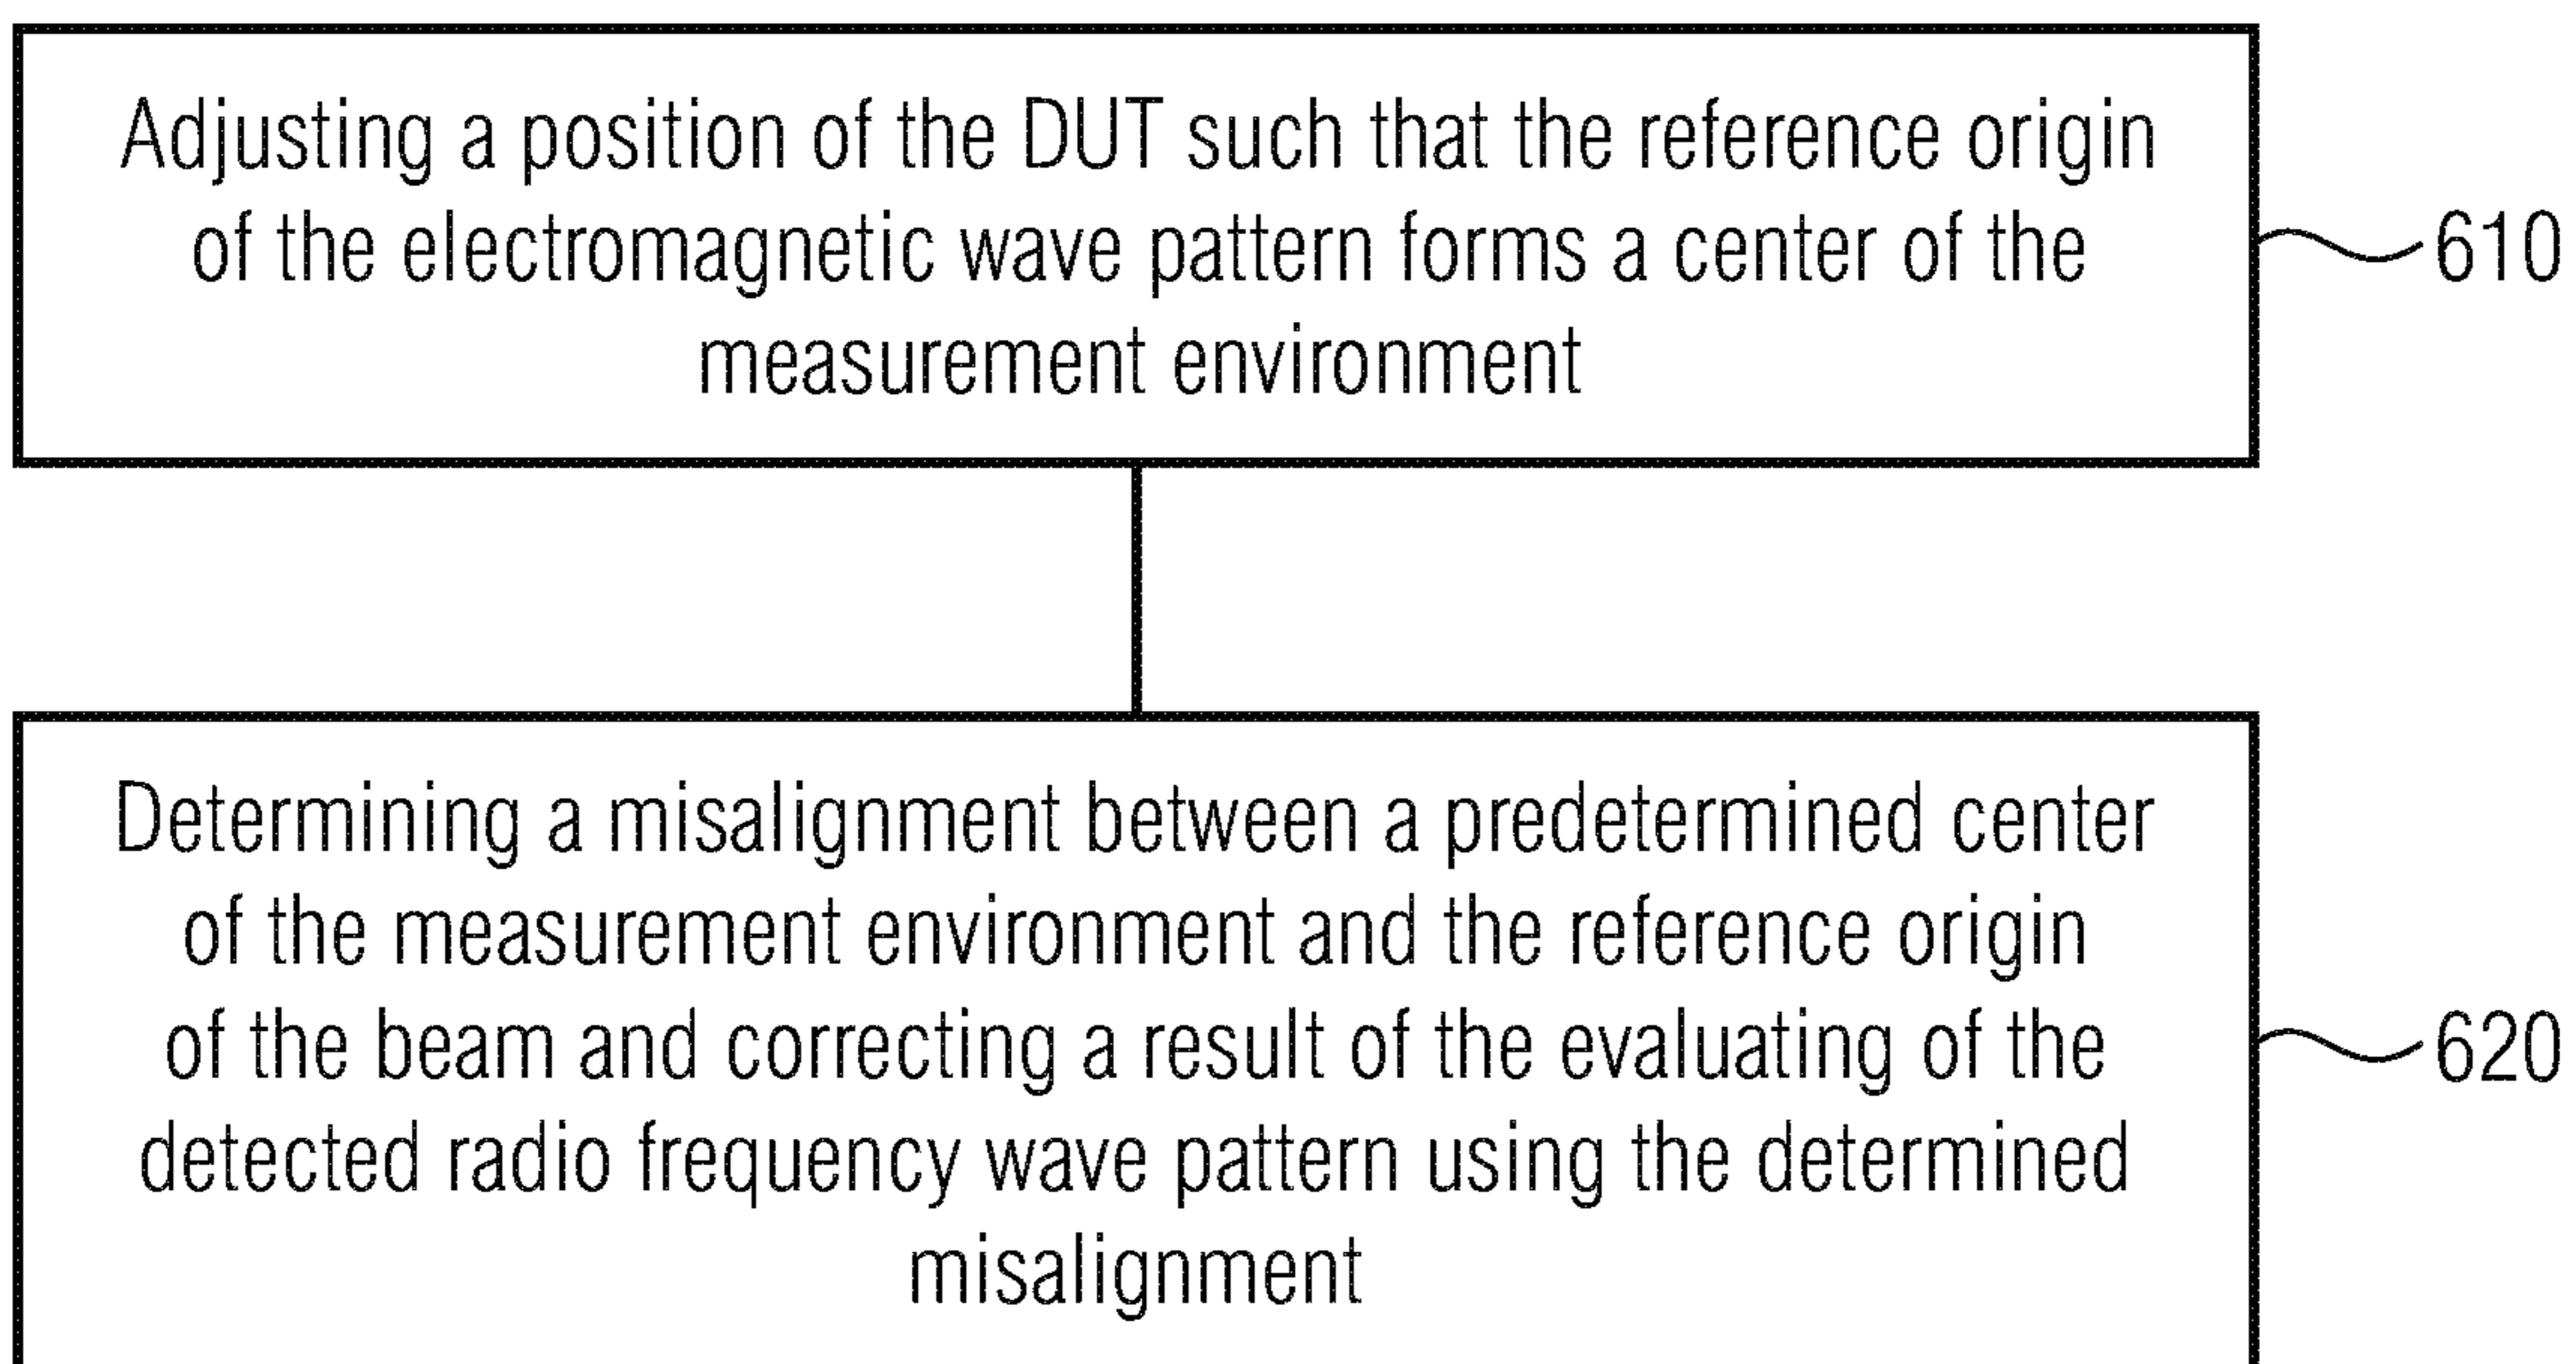 Adjusting a position of the DUT such that the reference origin
of the electromagnetic wave pattern forms a center of the
measurement environment
610
Determining a misalignment between a predetermined center
of the measurement environment and the reference origin
of the beam and correcting a result of the evaluating of the
detected radio frequency wave pattern using the determined
misalignment
620